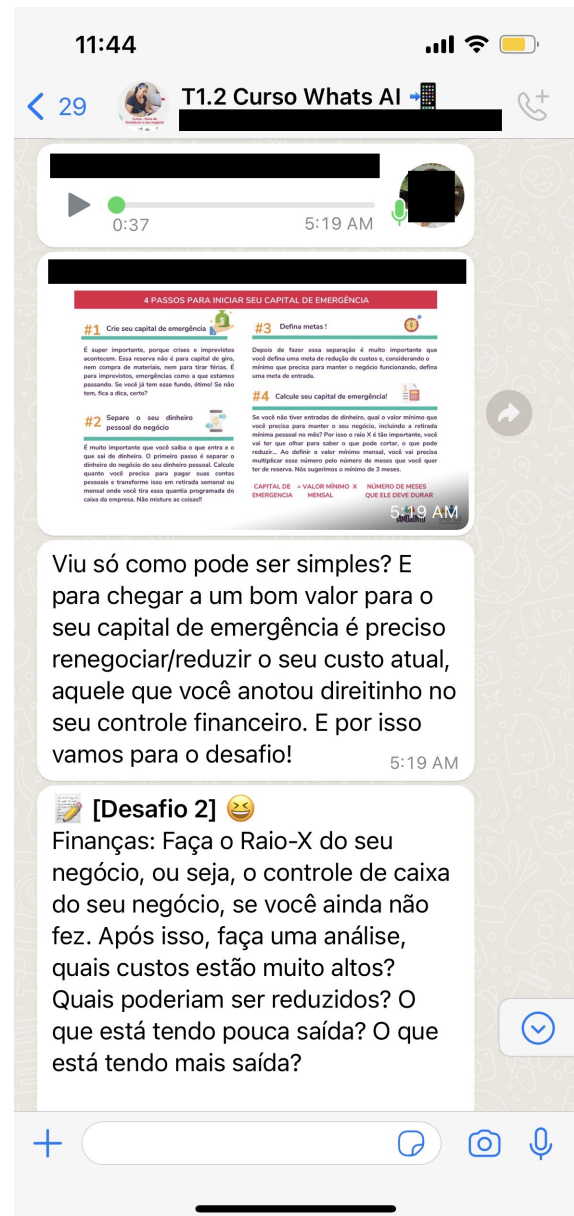 11:44
29
T1.2 Curso Whats AI
0:37
5:19 AM
4 PASSOS PARA INICIAR SEU CAPITAL DE EMERGÊNCIA
#1 Crie seu capital de emergência
É super importante, porque crises e imprevistos
acontecem. Essa reserva não é para capital de giro,
nem compra de materiais, nem para tirar férias. É
para imprevistos, emergências como a que estamos
passando. Se você já tem esse fundo, ótimo! Se não
tem, fica a dica, certo?
#2 Separe o seu dinheiro
pessoal do negócio
É muito importante que você saiba o que entra e o
que sai de dinheiro. O primeiro passo é separar o
dinheiro do negócio do seu dinheiro pessoal. Calcule
quanto você precisa para pagar suas contas
pessoais e transforme isso em retirada semanal ou
mensal onde você tira essa quantia programada do
caixa da empresa. Não misture as coisas!!
#3 Defina metas !
Depois de fazer essa separação é muito importante que
você defina uma meta de redução de custos e, considerando o
mínimo que precisa para manter o negócio funcionando, defina
uma meta de entrada.
#4 Calcule seu capital de emergência!
Se você não tiver entradas de dinheiro, qual o valor mínimo que
você precisa para manter o seu negócio, incluindo a retirada
mínima pessoal no mês? Por isso o raio X é tão importante, você
vai ter que olhar para saber o que pode cortar, o que pode
reduzir... Ao definir o valor mínimo mensal, você vai precisa
multiplicar esse número pelo número de meses que você quer
ter de reserva. Nós sugerimos o mínimo de 3 meses.
CAPITAL DE = VALOR MÍNIMO X NÚMERO DE MESES
EMERGENCIA MENSAL QUE ELE DEVE DURAR
5:19 AM
Viu só como pode ser simples? E
para chegar a um bom valor para o
seu capital de emergência é preciso
renegociar/reduzir o seu custo atual,
aquele que você anotou direitinho no
seu controle financeiro. E por isso
vamos para o desafio!
5:19 AM
[Desafio 2]
Finanças: Faça o Raio-X do seu
negócio, ou seja, o controle de caixa
do seu negócio, se você ainda não
fez. Após isso, faça uma análise,
quais custos estão muito altos?
Quais poderiam ser reduzidos? O
que está tendo pouca saída? O que
está tendo mais saída?